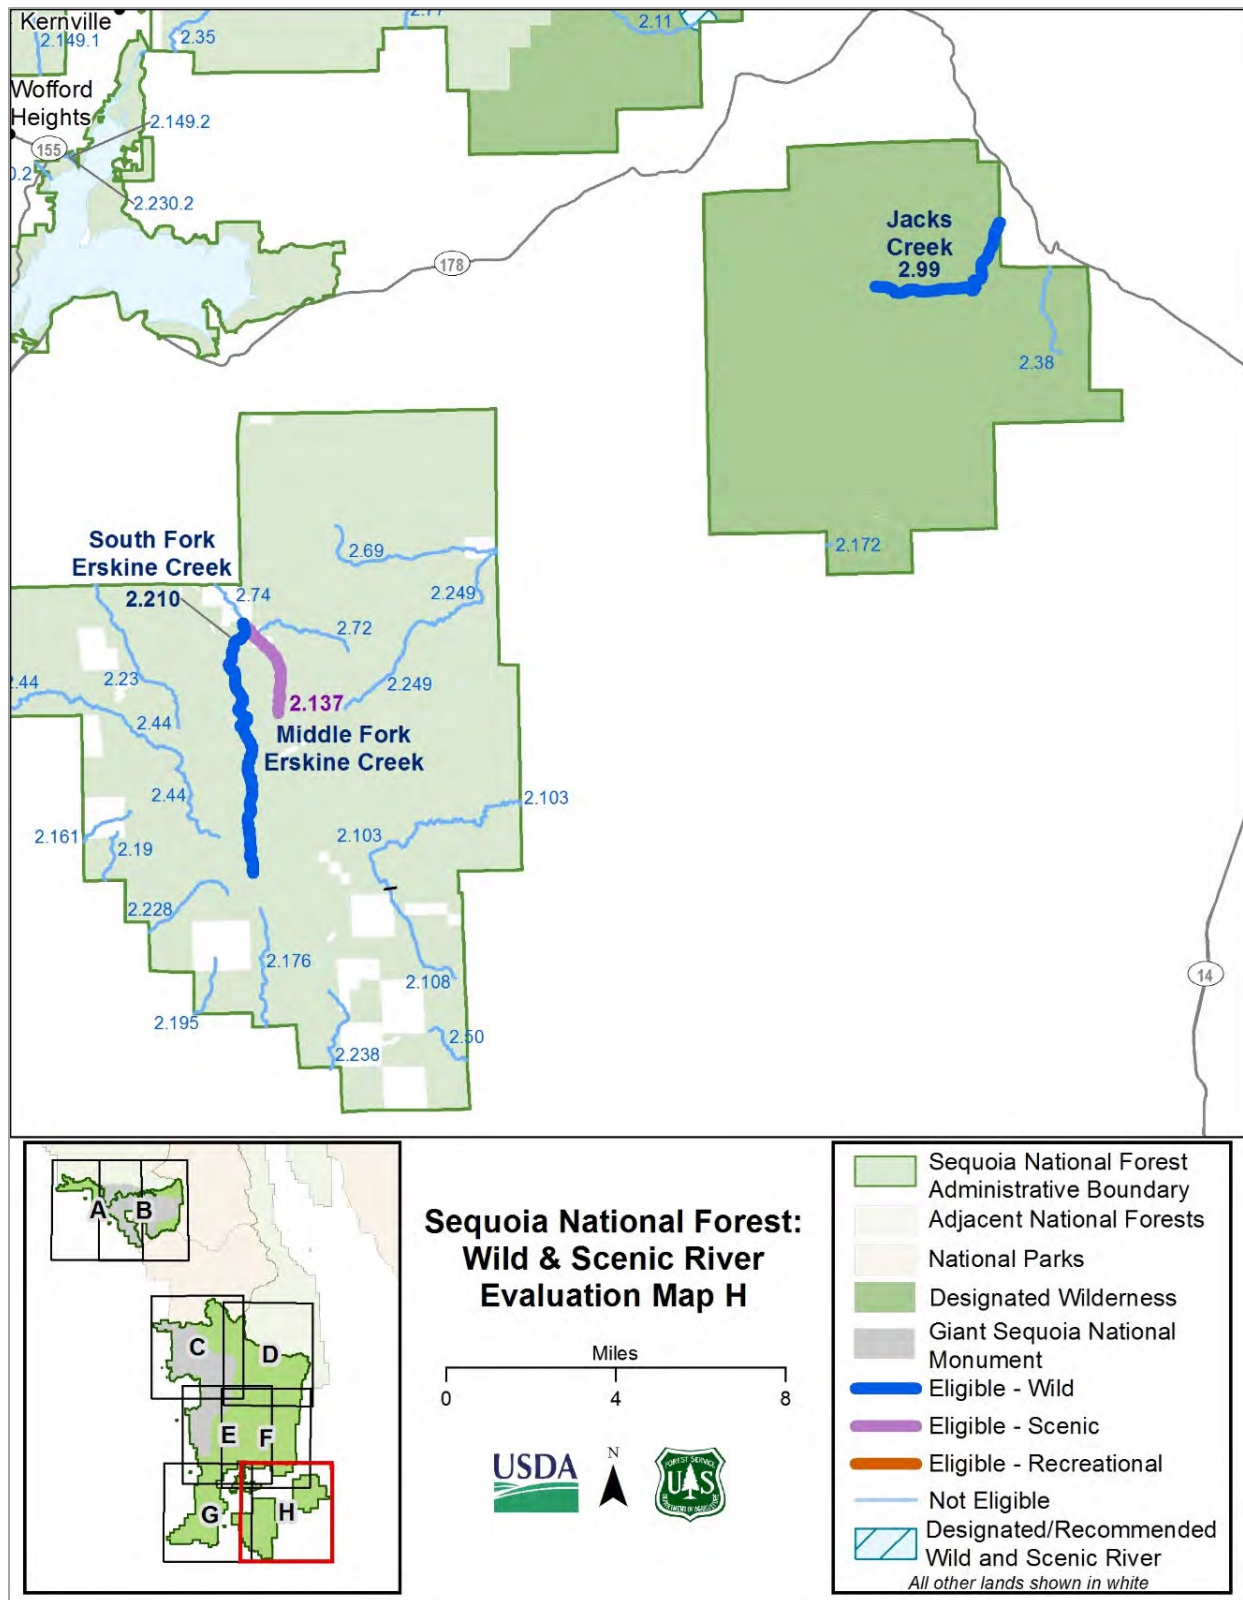 Kernville
2.149.1
2.35
2.11
Wofford
Heights
2.149.2
155
2.230.2
178
Jacks
Creek
2.99
2.38
2.172
South Fork
Erskine Creek
2.210
2.74
2.69
2.249
2.72
2.249
2.137
Middle Fork
Erskine Creek
2.44
2.23
2.44
2.44
2.161
2.19
2.103
2.103
2.228
2.176
2.108
2.195
2.238
2.50
14
A
B
C
D
E
F
G
H
Sequoia National Forest:
Wild & Scenic River
Evaluation Map H
Miles
0 4 8
USDA
N
FOREST SERVICE
U S
DEPARTMENT OF AGRICULTURE
Sequoia National Forest
Administrative Boundary
Adjacent National Forests
National Parks
Designated Wilderness
Giant Sequoia National
Monument
Eligible - Wild
Eligible - Scenic
Eligible - Recreational
Not Eligible
Designated/Recommended
Wild and Scenic River
All other lands shown in white